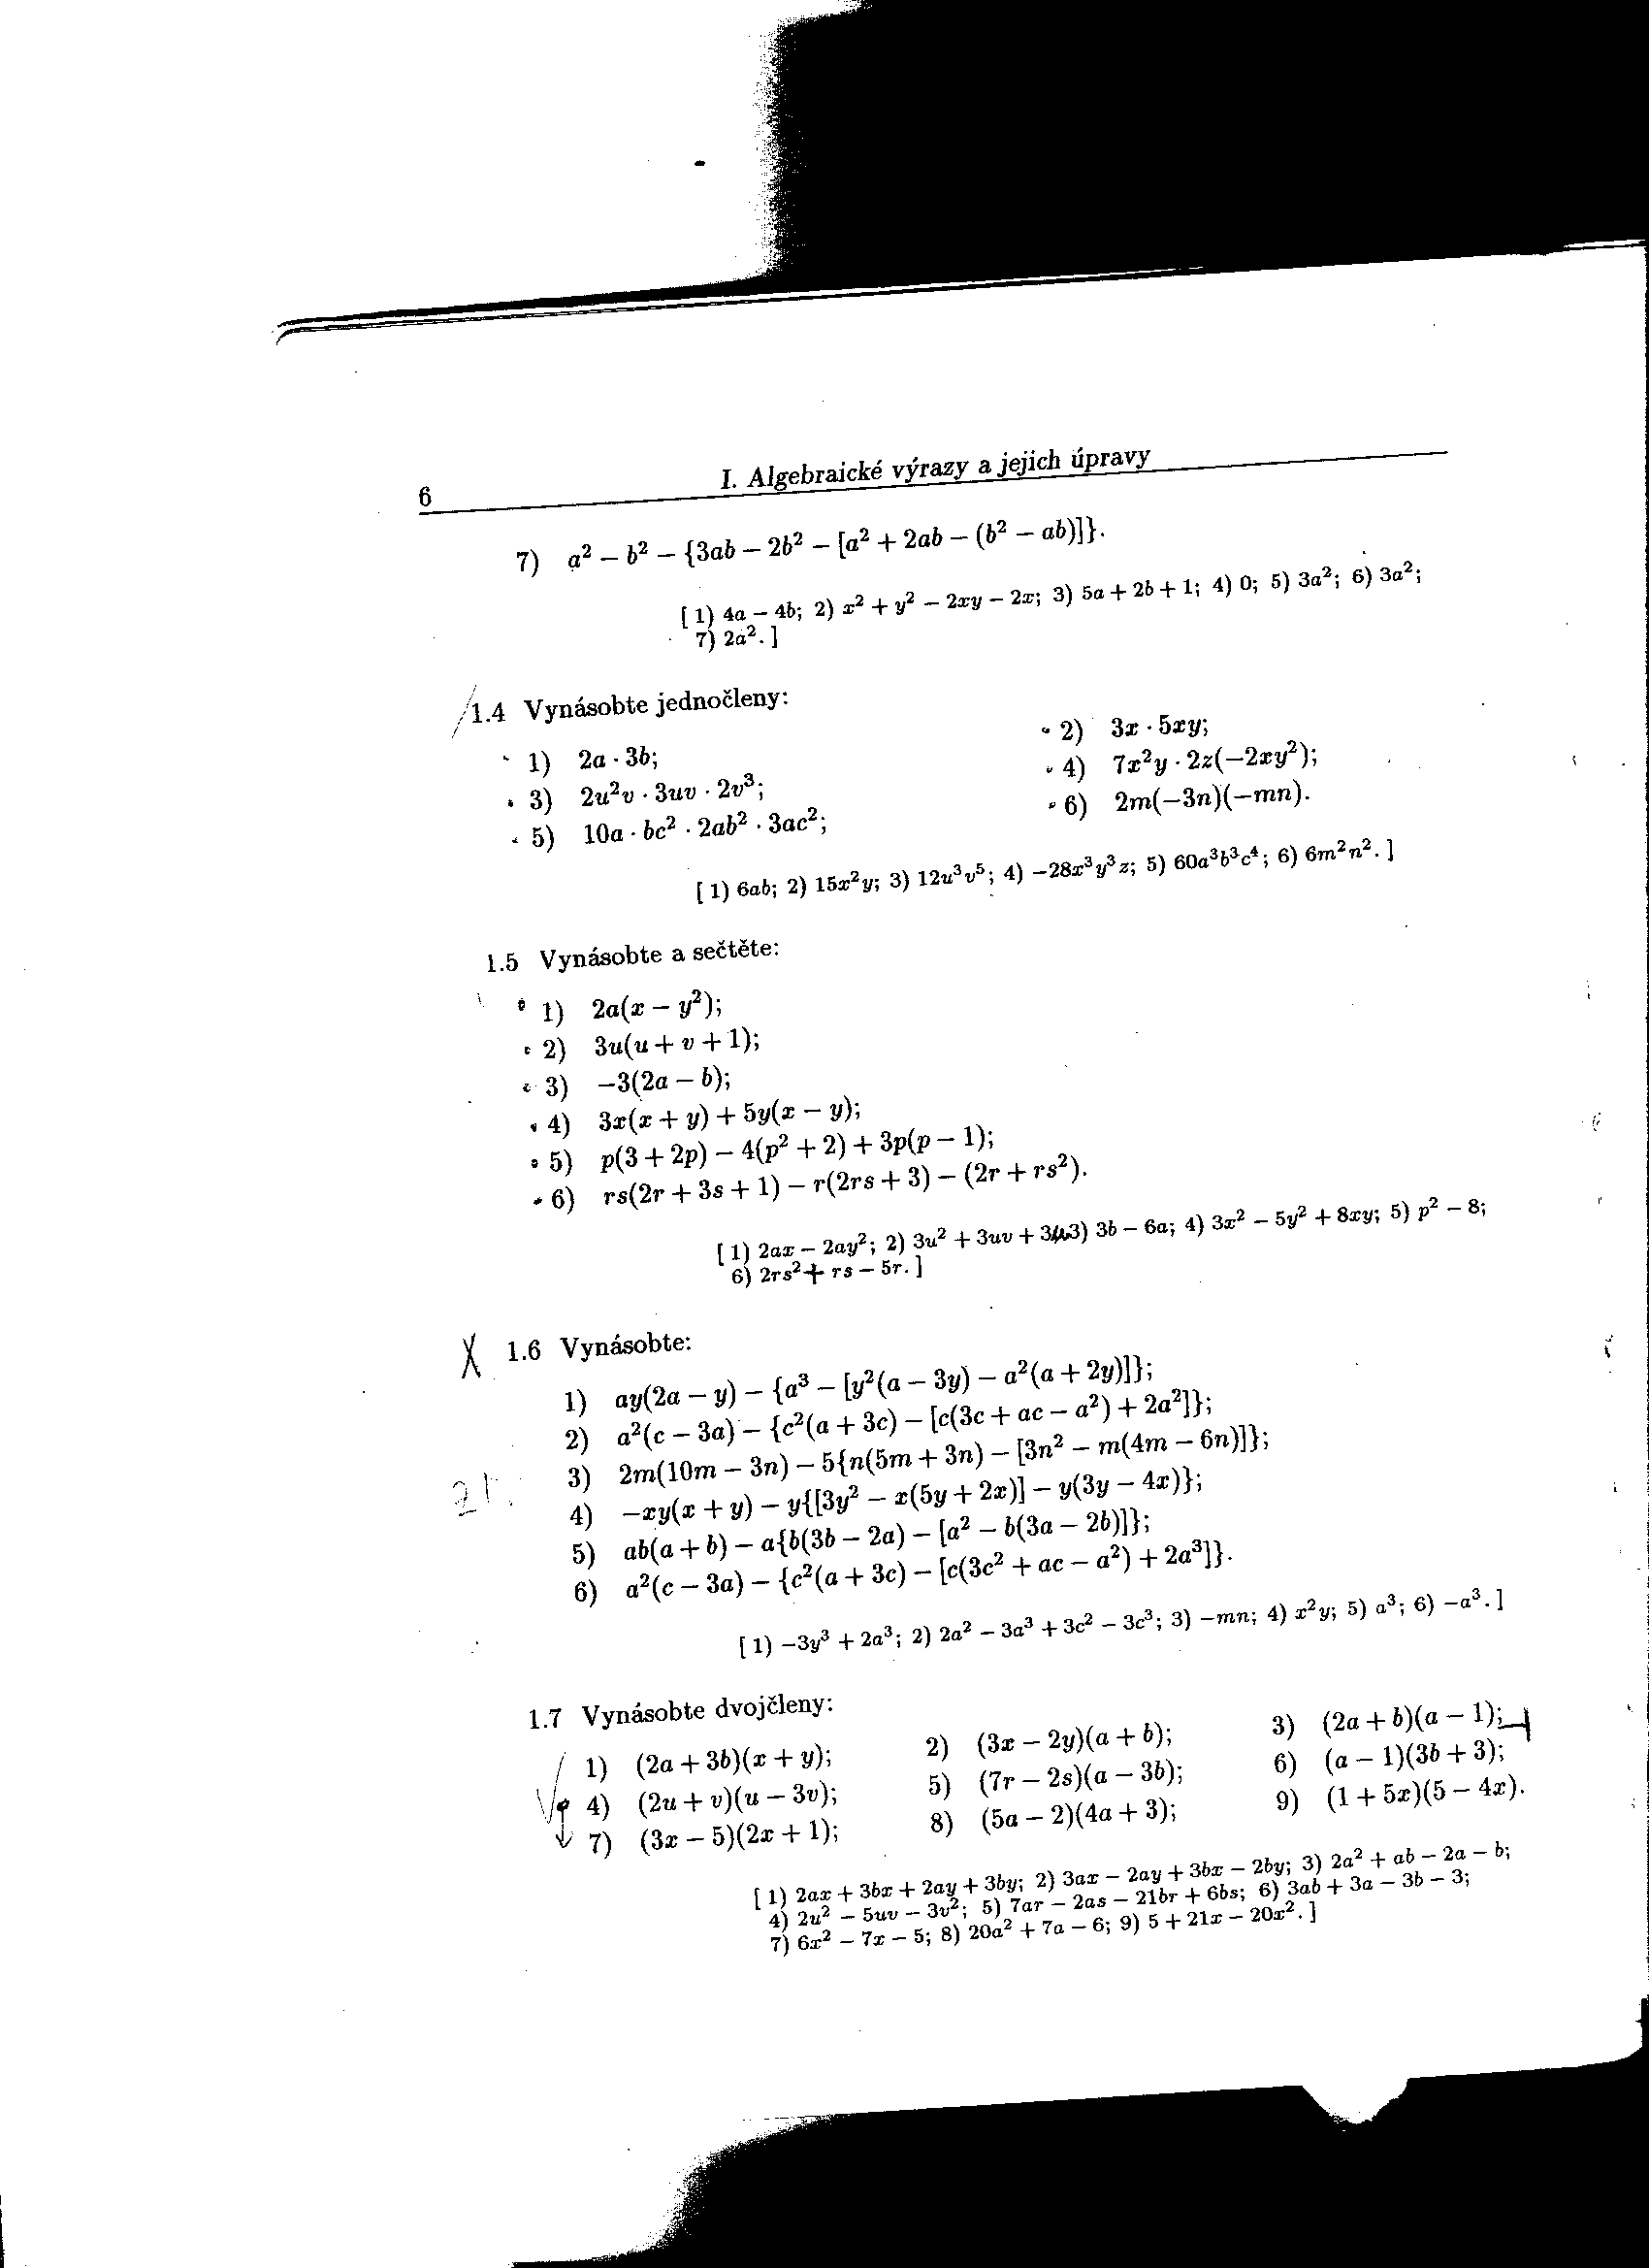 6 I. Algebraické výrazy a jejich úpravy
7) a² − b² − {3ab − 2b² − [a² + 2ab − (b² − ab)]}.
[ 1) 4a − 4b; 2) x² + y² − 2xy − 2x; 3) 5a + 2b + 1; 4) 0; 5) 3a²; 6) 3a²;
7) 2a². ]
1.4 Vynásobte jednočleny:
1) 2a · 3b; 2) 3x · 5xy;
3) 2u²v · 3uv · 2v³; 4) 7x²y · 2z(−2xy²);
5) 10a · bc² · 2ab² · 3ac²; 6) 2m(−3n)(−mn).
[ 1) 6ab; 2) 15x²y; 3) 12u³v⁵; 4) −28x³y³z; 5) 60a³b³c⁴; 6) 6m²n². ]
1.5 Vynásobte a sečtěte:
1) 2a(x − y²);
2) 3u(u + v + 1);
3) −3(2a − b);
4) 3x(x + y) + 5y(x − y);
5) p(3 + 2p) − 4(p² + 2) + 3p(p − 1);
6) rs(2r + 3s + 1) − r(2rs + 3) − (2r + rs²).
[ 1) 2ax − 2ay²; 2) 3u² + 3uv + 3u 3) 3b − 6a; 4) 3x² − 5y² + 8xy; 5) p² − 8;
6) 2rs² + rs − 5r. ]
X 1.6 Vynásobte:
1) ay(2a − y) − {a³ − [y²(a − 3y) − a²(a + 2y)]};
2) a²(c − 3a) − {c²(a + 3c) − [c(3c + ac − a²) + 2a²]};
3) 2m(10m − 3n) − 5{n(5m + 3n) − [3n² − m(4m − 6n)]};
4) −xy(x + y) − y{[3y² − x(5y + 2x)] − y(3y − 4x)};
5) ab(a + b) − a{b(3b − 2a) − [a² − b(3a − 2b)]};
6) a²(c − 3a) − {c²(a + 3c) − [c(3c² + ac − a²) + 2a³]}.
[ 1) −3y³ + 2a³; 2) 2a² − 3a³ + 3c² − 3c³; 3) −mn; 4) x²y; 5) a³; 6) −a³. ]
1.7 Vynásobte dvojčleny:
1) (2a + 3b)(x + y); 2) (3x − 2y)(a + b); 3) (2a + b)(a − 1);
4) (2u + v)(u − 3v); 5) (7r − 2s)(a − 3b); 6) (a − 1)(3b + 3);
7) (3x − 5)(2x + 1); 8) (5a − 2)(4a + 3); 9) (1 + 5x)(5 − 4x).
[ 1) 2ax + 3bx + 2ay + 3by; 2) 3ax − 2ay + 3bx − 2by; 3) 2a² + ab − 2a − b;
4) 2u² − 5uv − 3v²; 5) 7ar − 2as − 21br + 6bs; 6) 3ab + 3a − 3b − 3;
7) 6x² − 7x − 5; 8) 20a² + 7a − 6; 9) 5 + 21x − 20x². ]